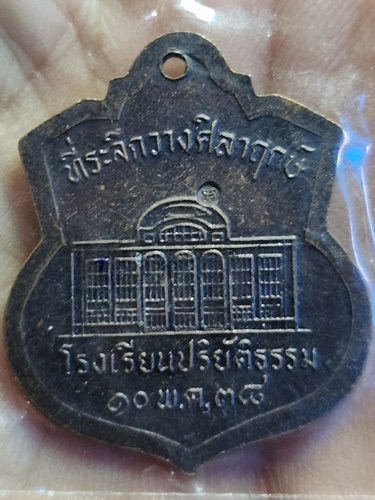 ที่ระลึกวางศิลาฤกษ์
โรงเรียนปริยัติธรรม
๑๐ พ.ค.๓๘